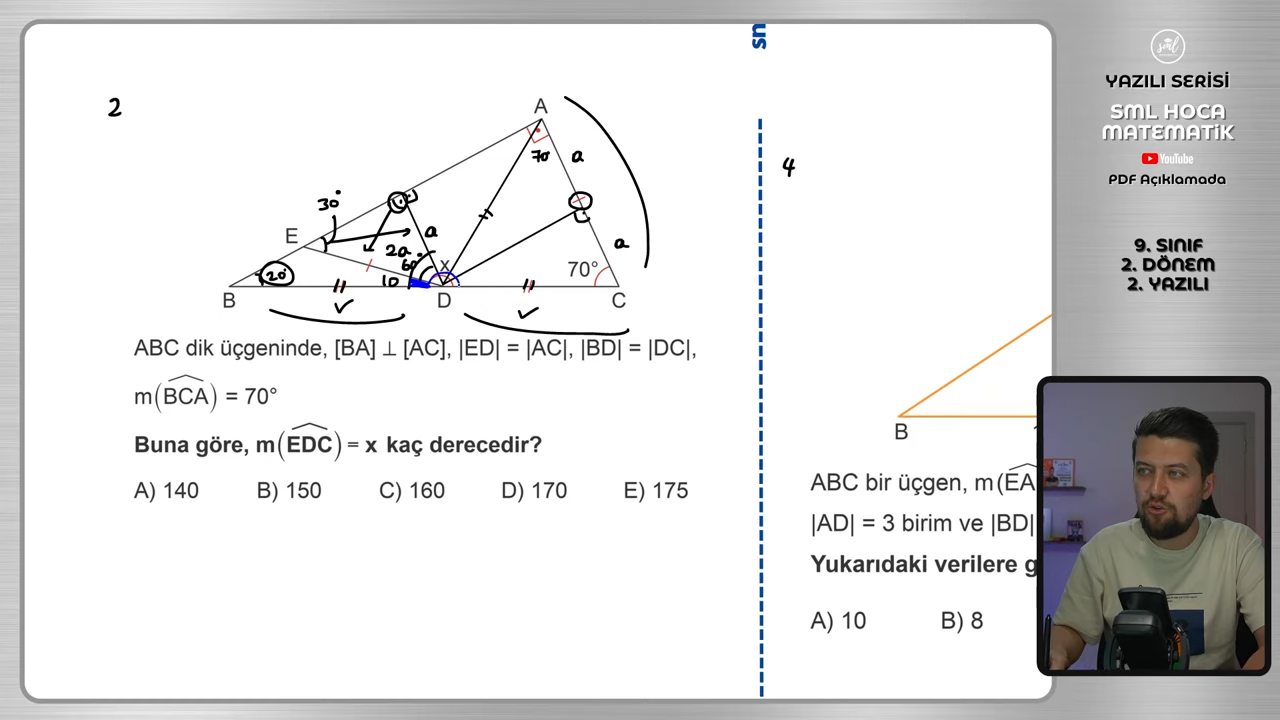 sn
2
A
70
a
30°
E
a
a
2a
60°
x
20°
10
70°
B
D
C
ABC dik üçgeninde, [BA] ⊥ [AC], |ED| = |AC|, |BD| = |DC|,
m(BCA) = 70°
Buna göre, m(EDC) = x kaç derecedir?
A) 140 B) 150 C) 160 D) 170 E) 175
4
B
ABC bir üçgen, m(EA
|AD| = 3 birim ve |BD|
Yukarıdaki verilere g
A) 10 B) 8
sml
YAZILI SERİSİ
SML HOCA
MATEMATİK
YouTube
PDF Açıklamada
9. SINIF
2. DÖNEM
2. YAZILI